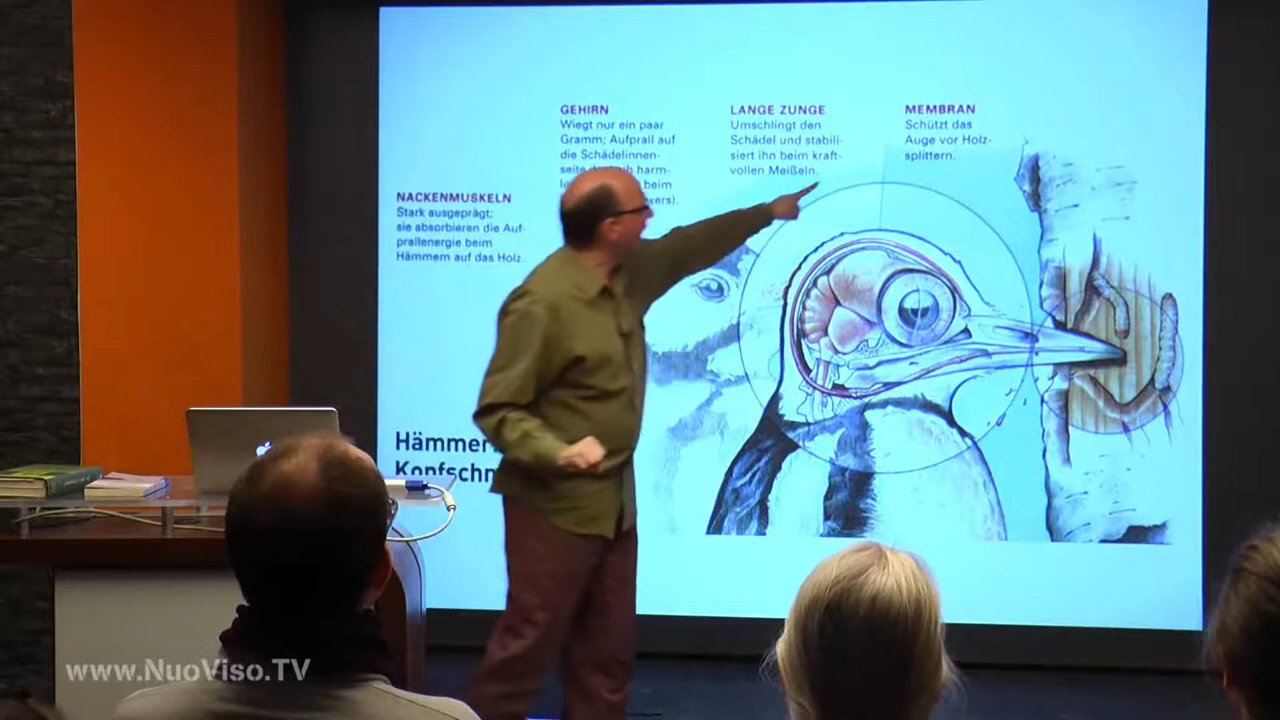 GEHIRN
Wiegt nur ein paar
Gramm; Aufprall auf
die Schädelinnen-
seite harm-
beim
LANGE ZUNGE
Umschlingt den
Schädel und stabili-
siert ihn beim kraft-
vollen Meißeln.
MEMBRAN
Schützt das
Auge vor Holz-
splittern.
NACKENMUSKELN
Stark ausgeprägt;
sie absorbieren die Auf-
prallenergie beim
Hämmern auf das Holz.
www.NuoViso.TV